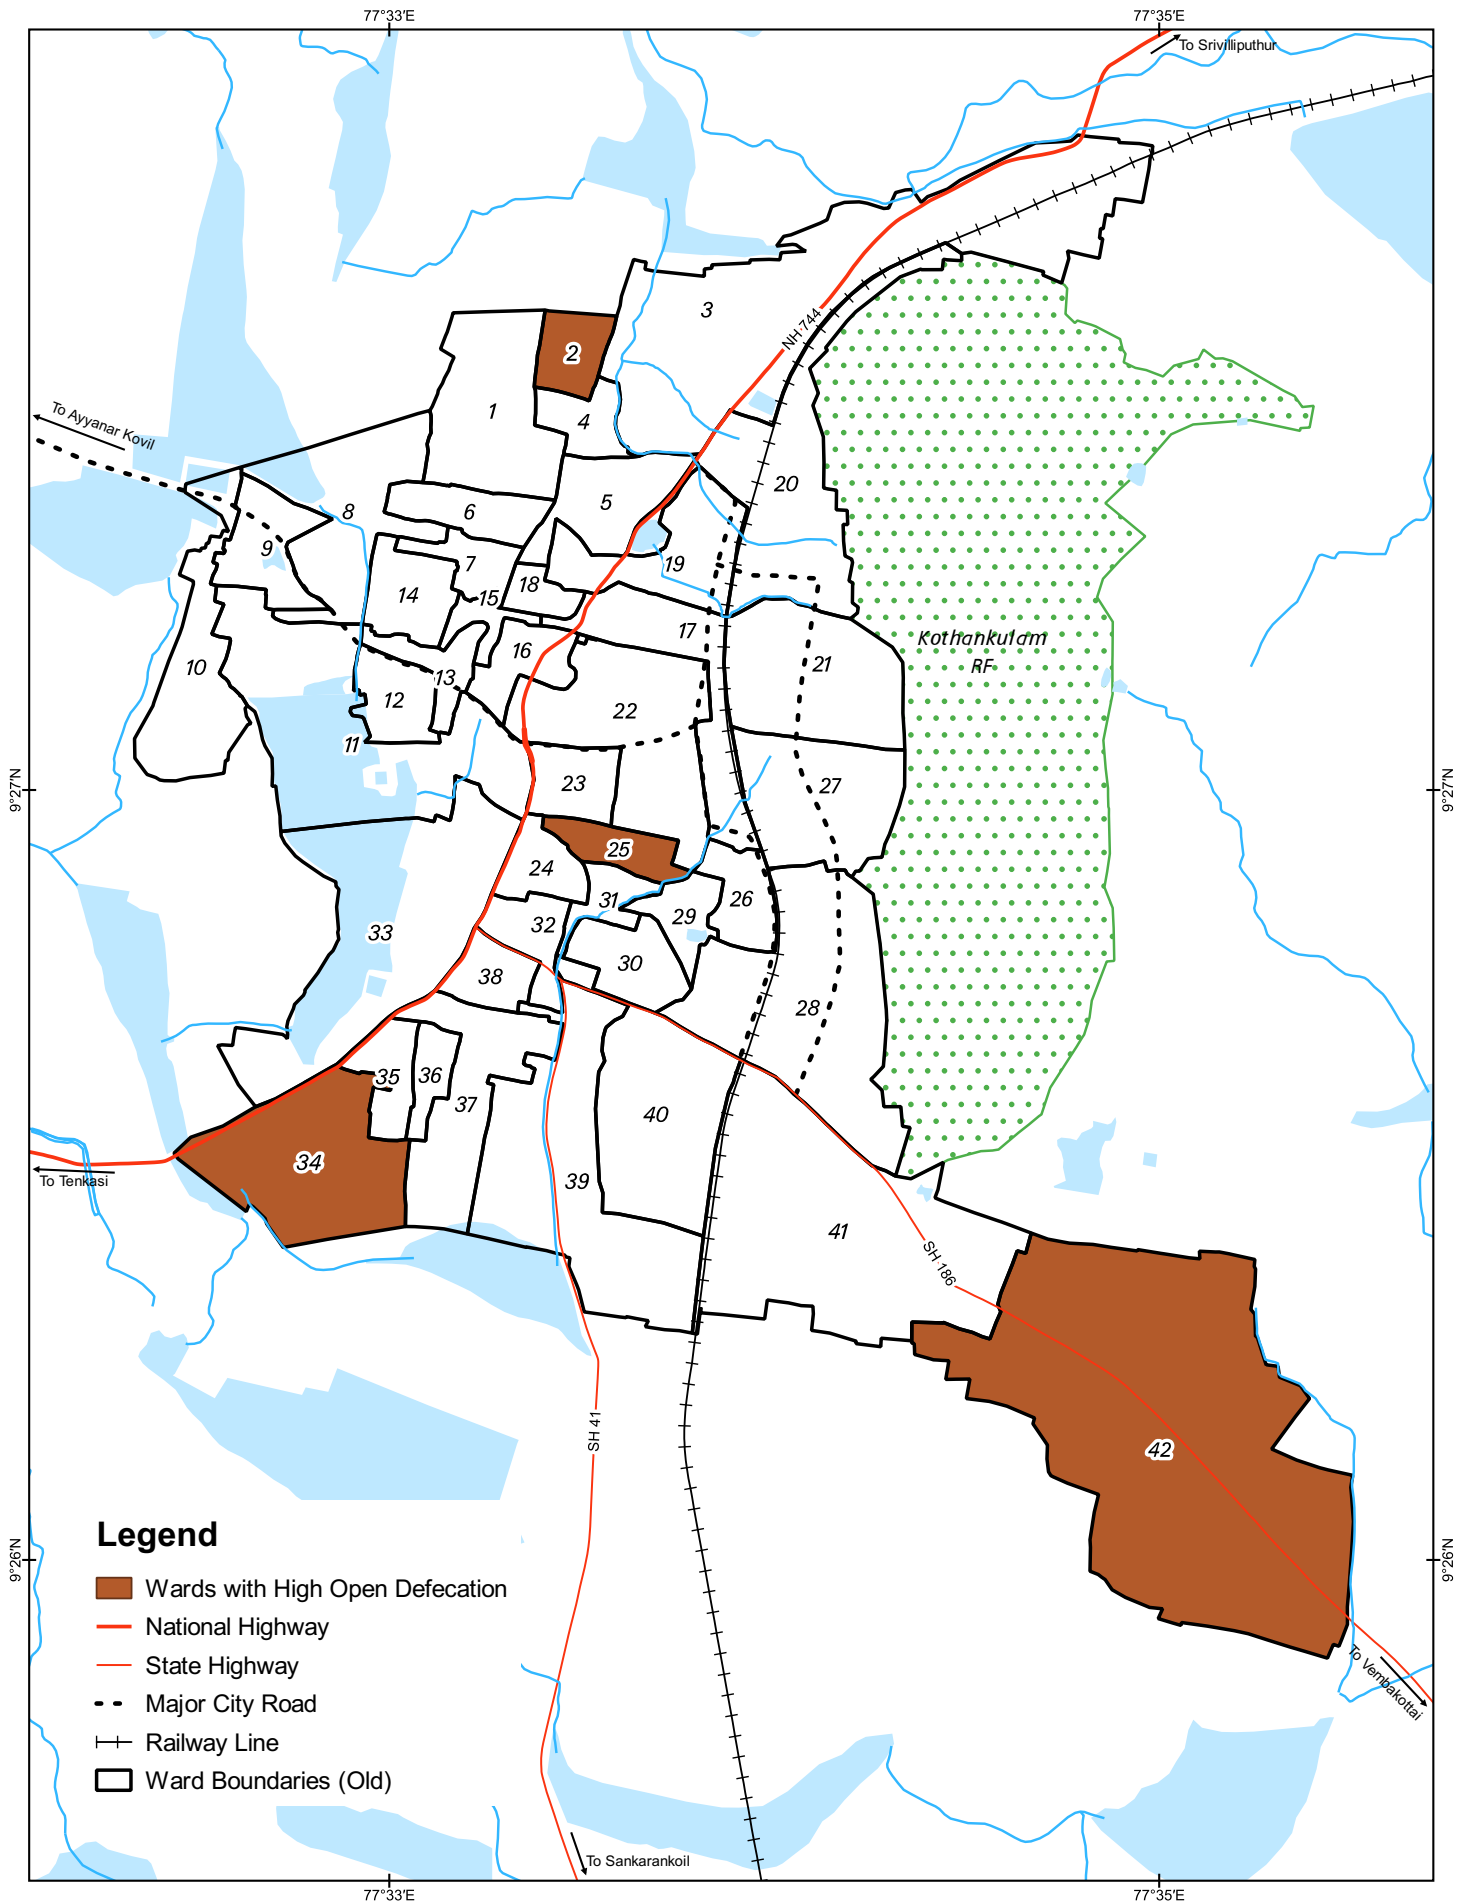 77°33'E
77°35'E
To Srivilliputhur
3
NH 744
2
1
4
To Ayyanar Kovil
20
5
6
8
9
7
19
18
14
15
17
Kothankulam
RF
16
21
10
13
12
22
11
9°27'N
9°27'N
23
27
25
24
31
26
29
32
33
30
38
28
35
36
37
40
34
To Tenkasi
39
41
SH 186
SH 41
42
9°26'N
9°26'N
Legend
Wards with High Open Defecation
National Highway
State Highway
Major City Road
Railway Line
Ward Boundaries (Old)
To Vembakottai
To Sankarankoil
77°33'E
77°35'E